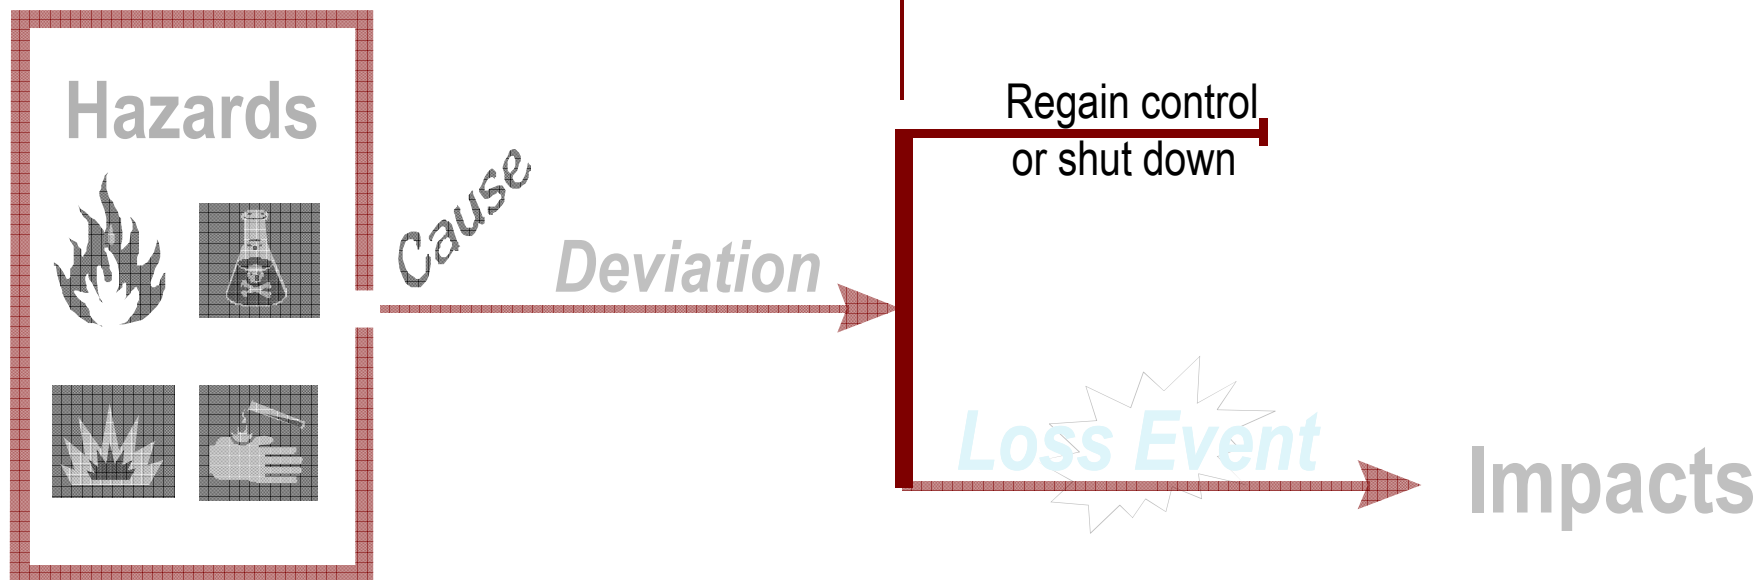 Hazards
Cause
Deviation
Regain control
or shut down
Loss Event
Impacts